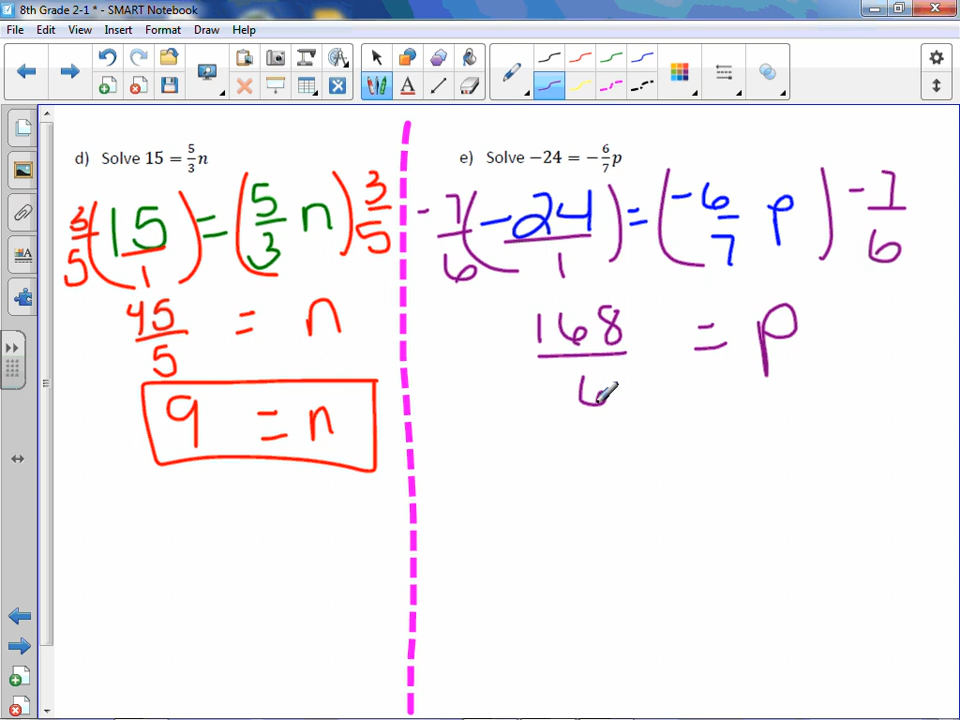 8th Grade 2-1 * - SMART Notebook
File Edit View Insert Format Draw Help
d) Solve 15 = 5/3 n
3/5 (15/1) = (5/3 n) 3/5
45/5 = n
9 = n
e) Solve −24 = −6/7 p
-7/6 (-24/1) = (-6/7 p) -7/6
168/6 = p